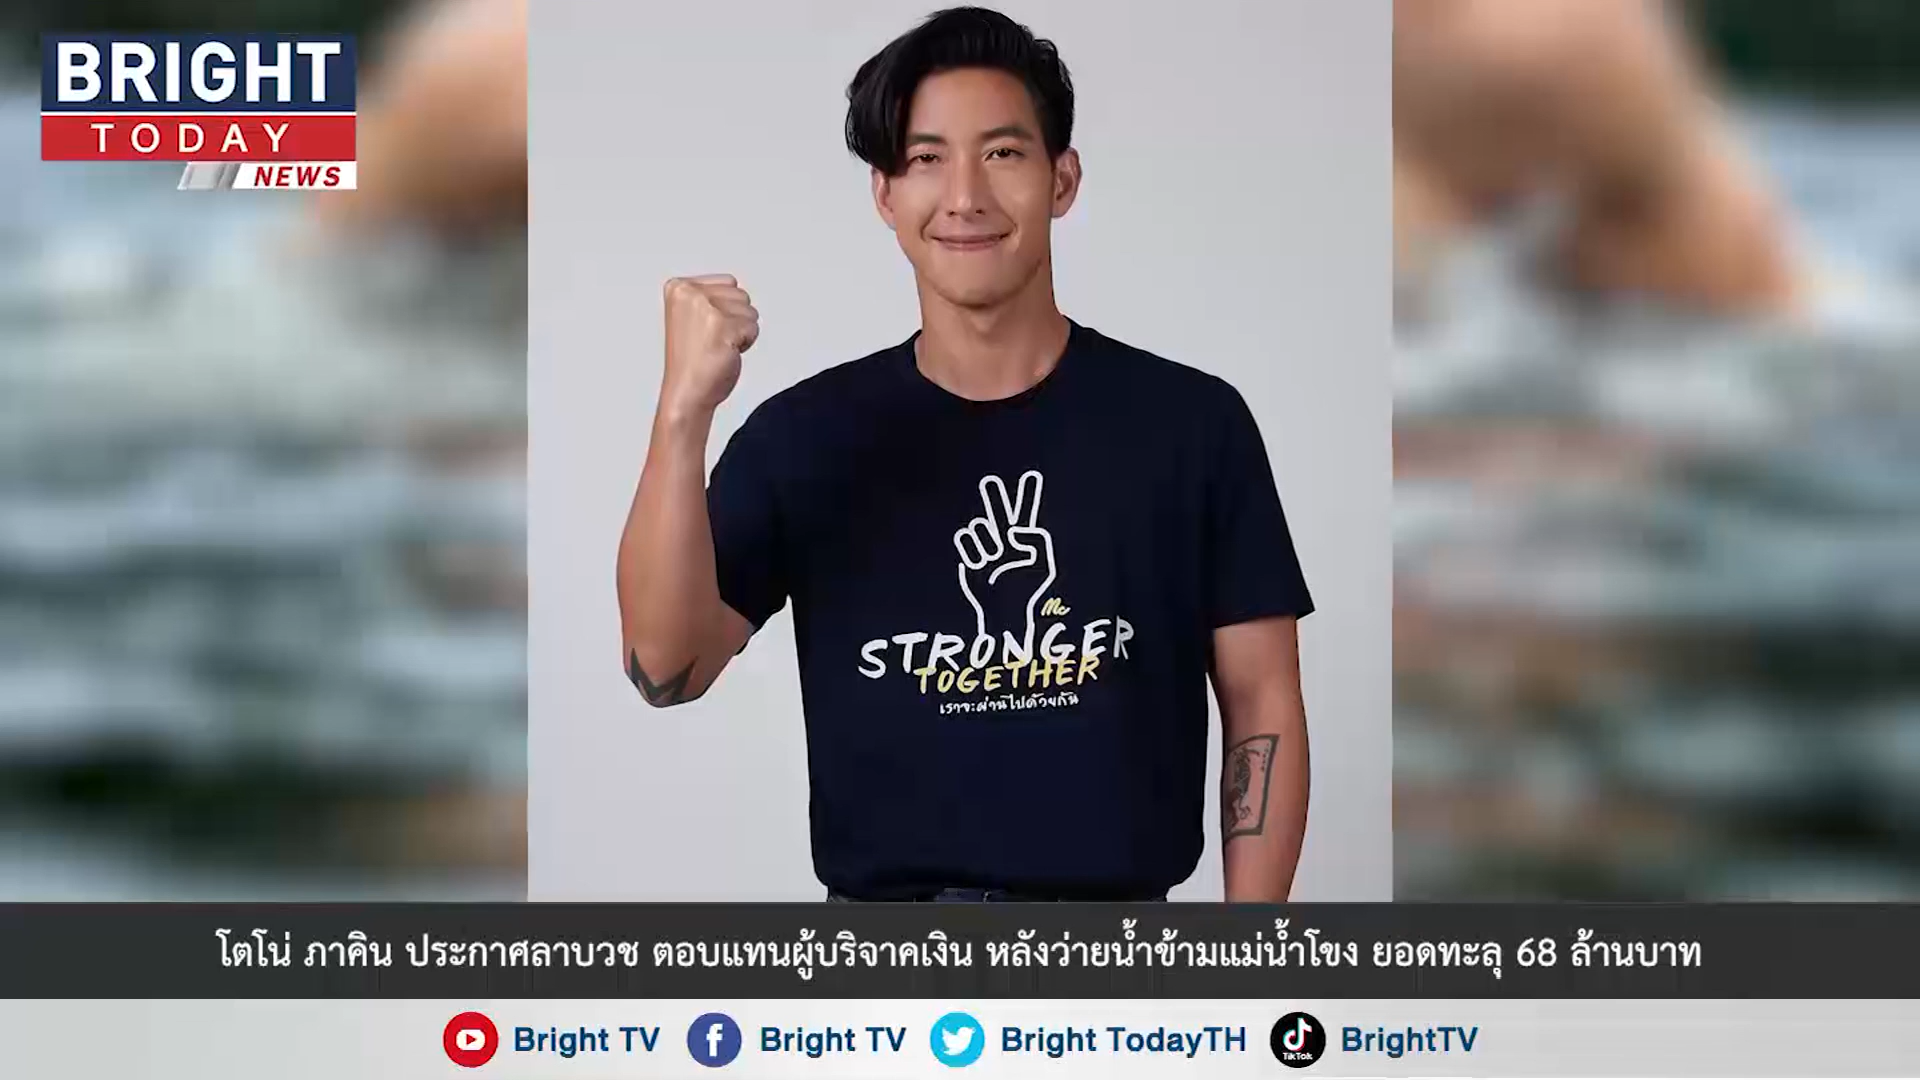 BRIGHT
TODAY
NEWS
Mc
STRONGER
TOGETHER
เราจะผ่านไปด้วยกัน
โตโน่ ภาคิน ประกาศลาบวช ตอบแทนผู้บริจาคเงิน หลังว่ายน้ำข้ามแม่น้ำโขง ยอดทะลุ 68 ล้านบาท
Bright TV Bright TV Bright TodayTH TikTok BrightTV